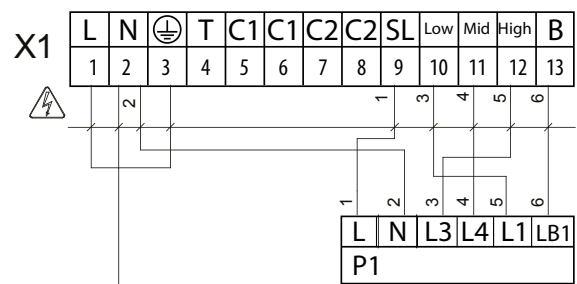 X1
L N T C1 C1 C2 C2 SL Low Mid High B
1 2 3 4 5 6 7 8 9 10 11 12 13
2 1 3 4 5 6
1 2 3 4 5 6
L N L3 L4 L1 LB1
P1